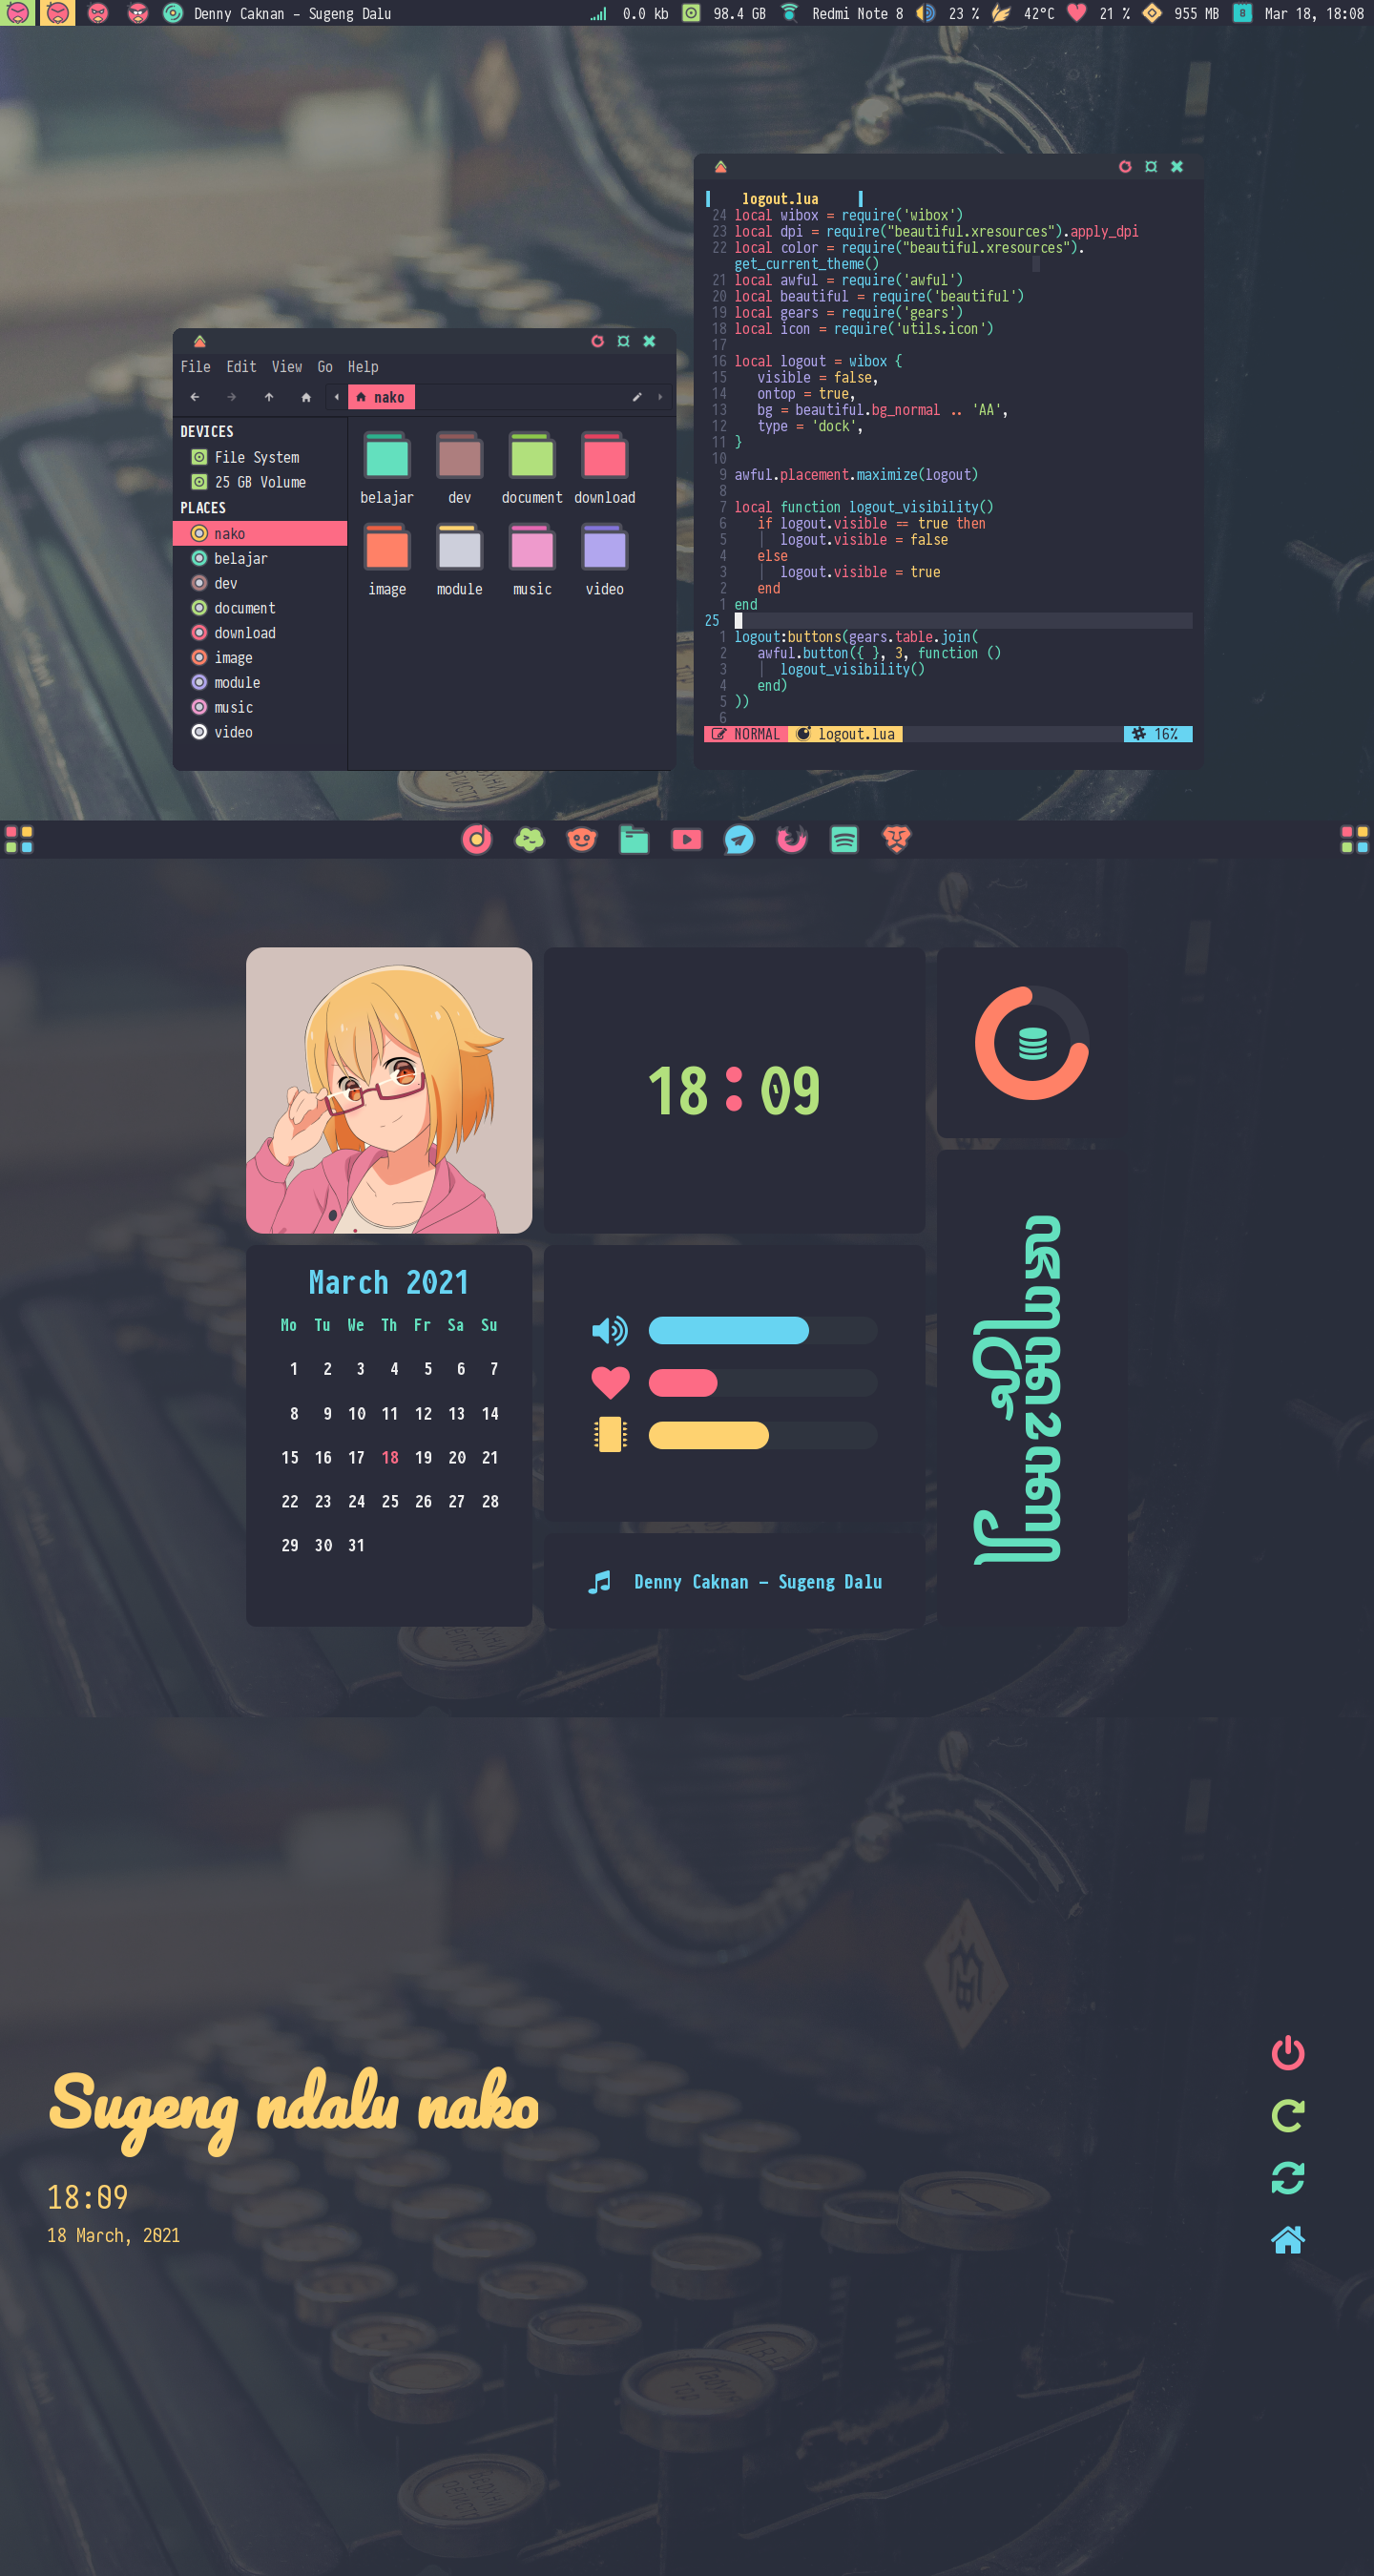 Denny Caknan - Sugeng Dalu
0.0 kb
98.4 GB
Redmi Note 8
23 %
42°C
21 %
955 MB
8
Mar 18, 18:08
File Edit View Go Help
nako
DEVICES
File System
25 GB Volume
PLACES
nako
belajar
dev
document
download
image
module
music
video
belajar dev document download
image module music video
logout.lua
24 local wibox = require('wibox')
23 local dpi = require("beautiful.xresources").apply_dpi
22 local color = require("beautiful.xresources").
get_current_theme()
21 local awful = require('awful')
20 local beautiful = require('beautiful')
19 local gears = require('gears')
18 local icon = require('utils.icon')
17
16 local logout = wibox {
15 visible = false,
14 ontop = true,
13 bg = beautiful.bg_normal .. 'AA',
12 type = 'dock',
11 }
10
9 awful.placement.maximize(logout)
8
7 local function logout_visibility()
6 if logout.visible == true then
5 logout.visible = false
4 else
3 logout.visible = true
2 end
1 end
25
1 logout:buttons(gears.table.join(
2 awful.button({ }, 3, function ()
3 logout_visibility()
4 end)
5 ))
6
NORMAL logout.lua 16%
18:09
March 2021
Mo Tu We Th Fr Sa Su
1 2 3 4 5 6 7
8 9 10 11 12 13 14
15 16 17 18 19 20 21
22 23 24 25 26 27 28
29 30 31
Denny Caknan - Sugeng Dalu
Sugeng ndalu nako
18:09
18 March, 2021